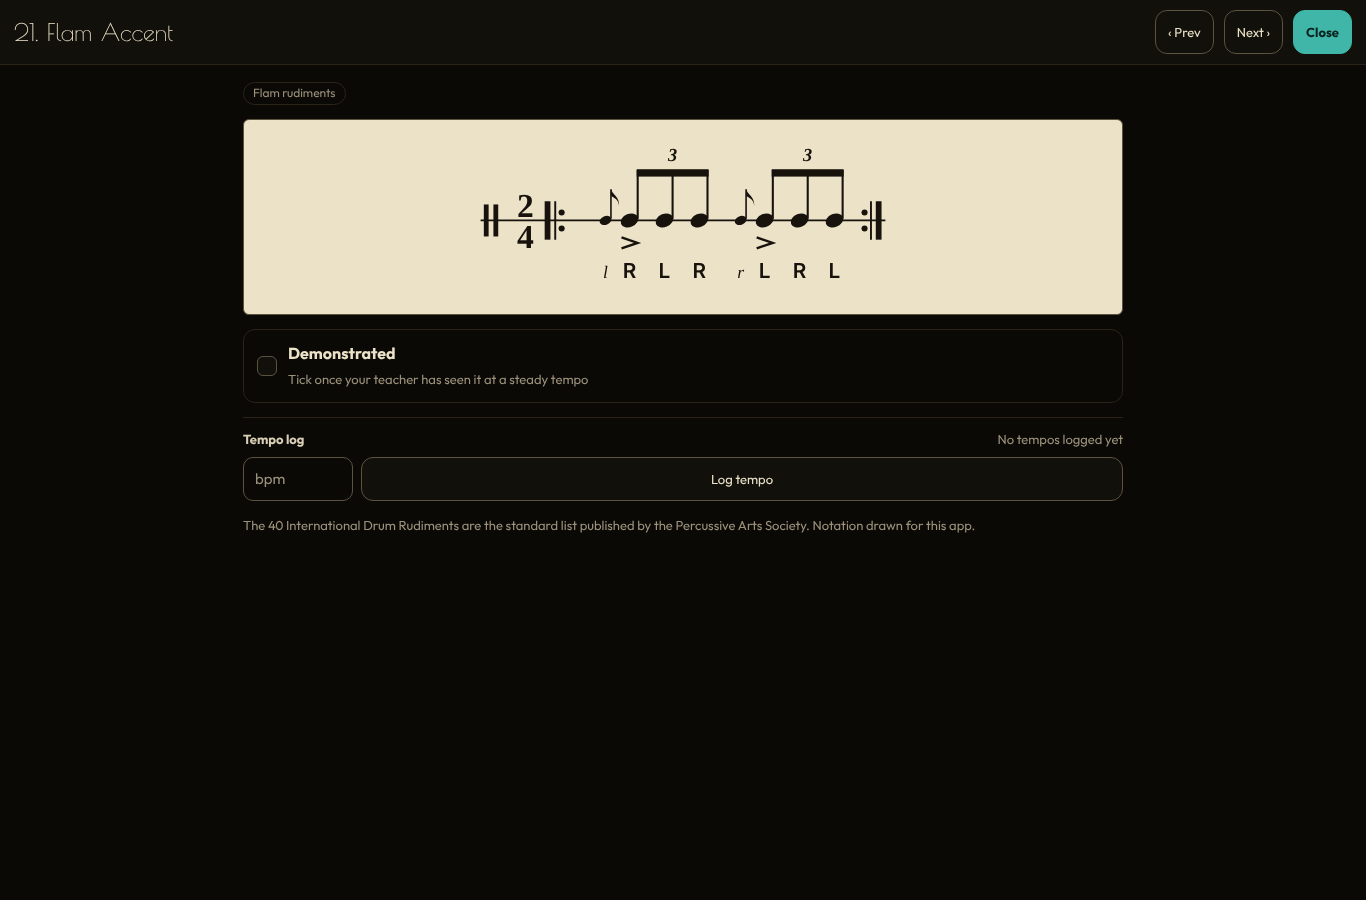 21. Flam Accent
‹ Prev
Next ›
Close
Flam rudiments
3 3
2
4
l R L R r L R L
Demonstrated
Tick once your teacher has seen it at a steady tempo
Tempo log
No tempos logged yet
bpm
Log tempo
The 40 International Drum Rudiments are the standard list published by the Percussive Arts Society. Notation drawn for this app.